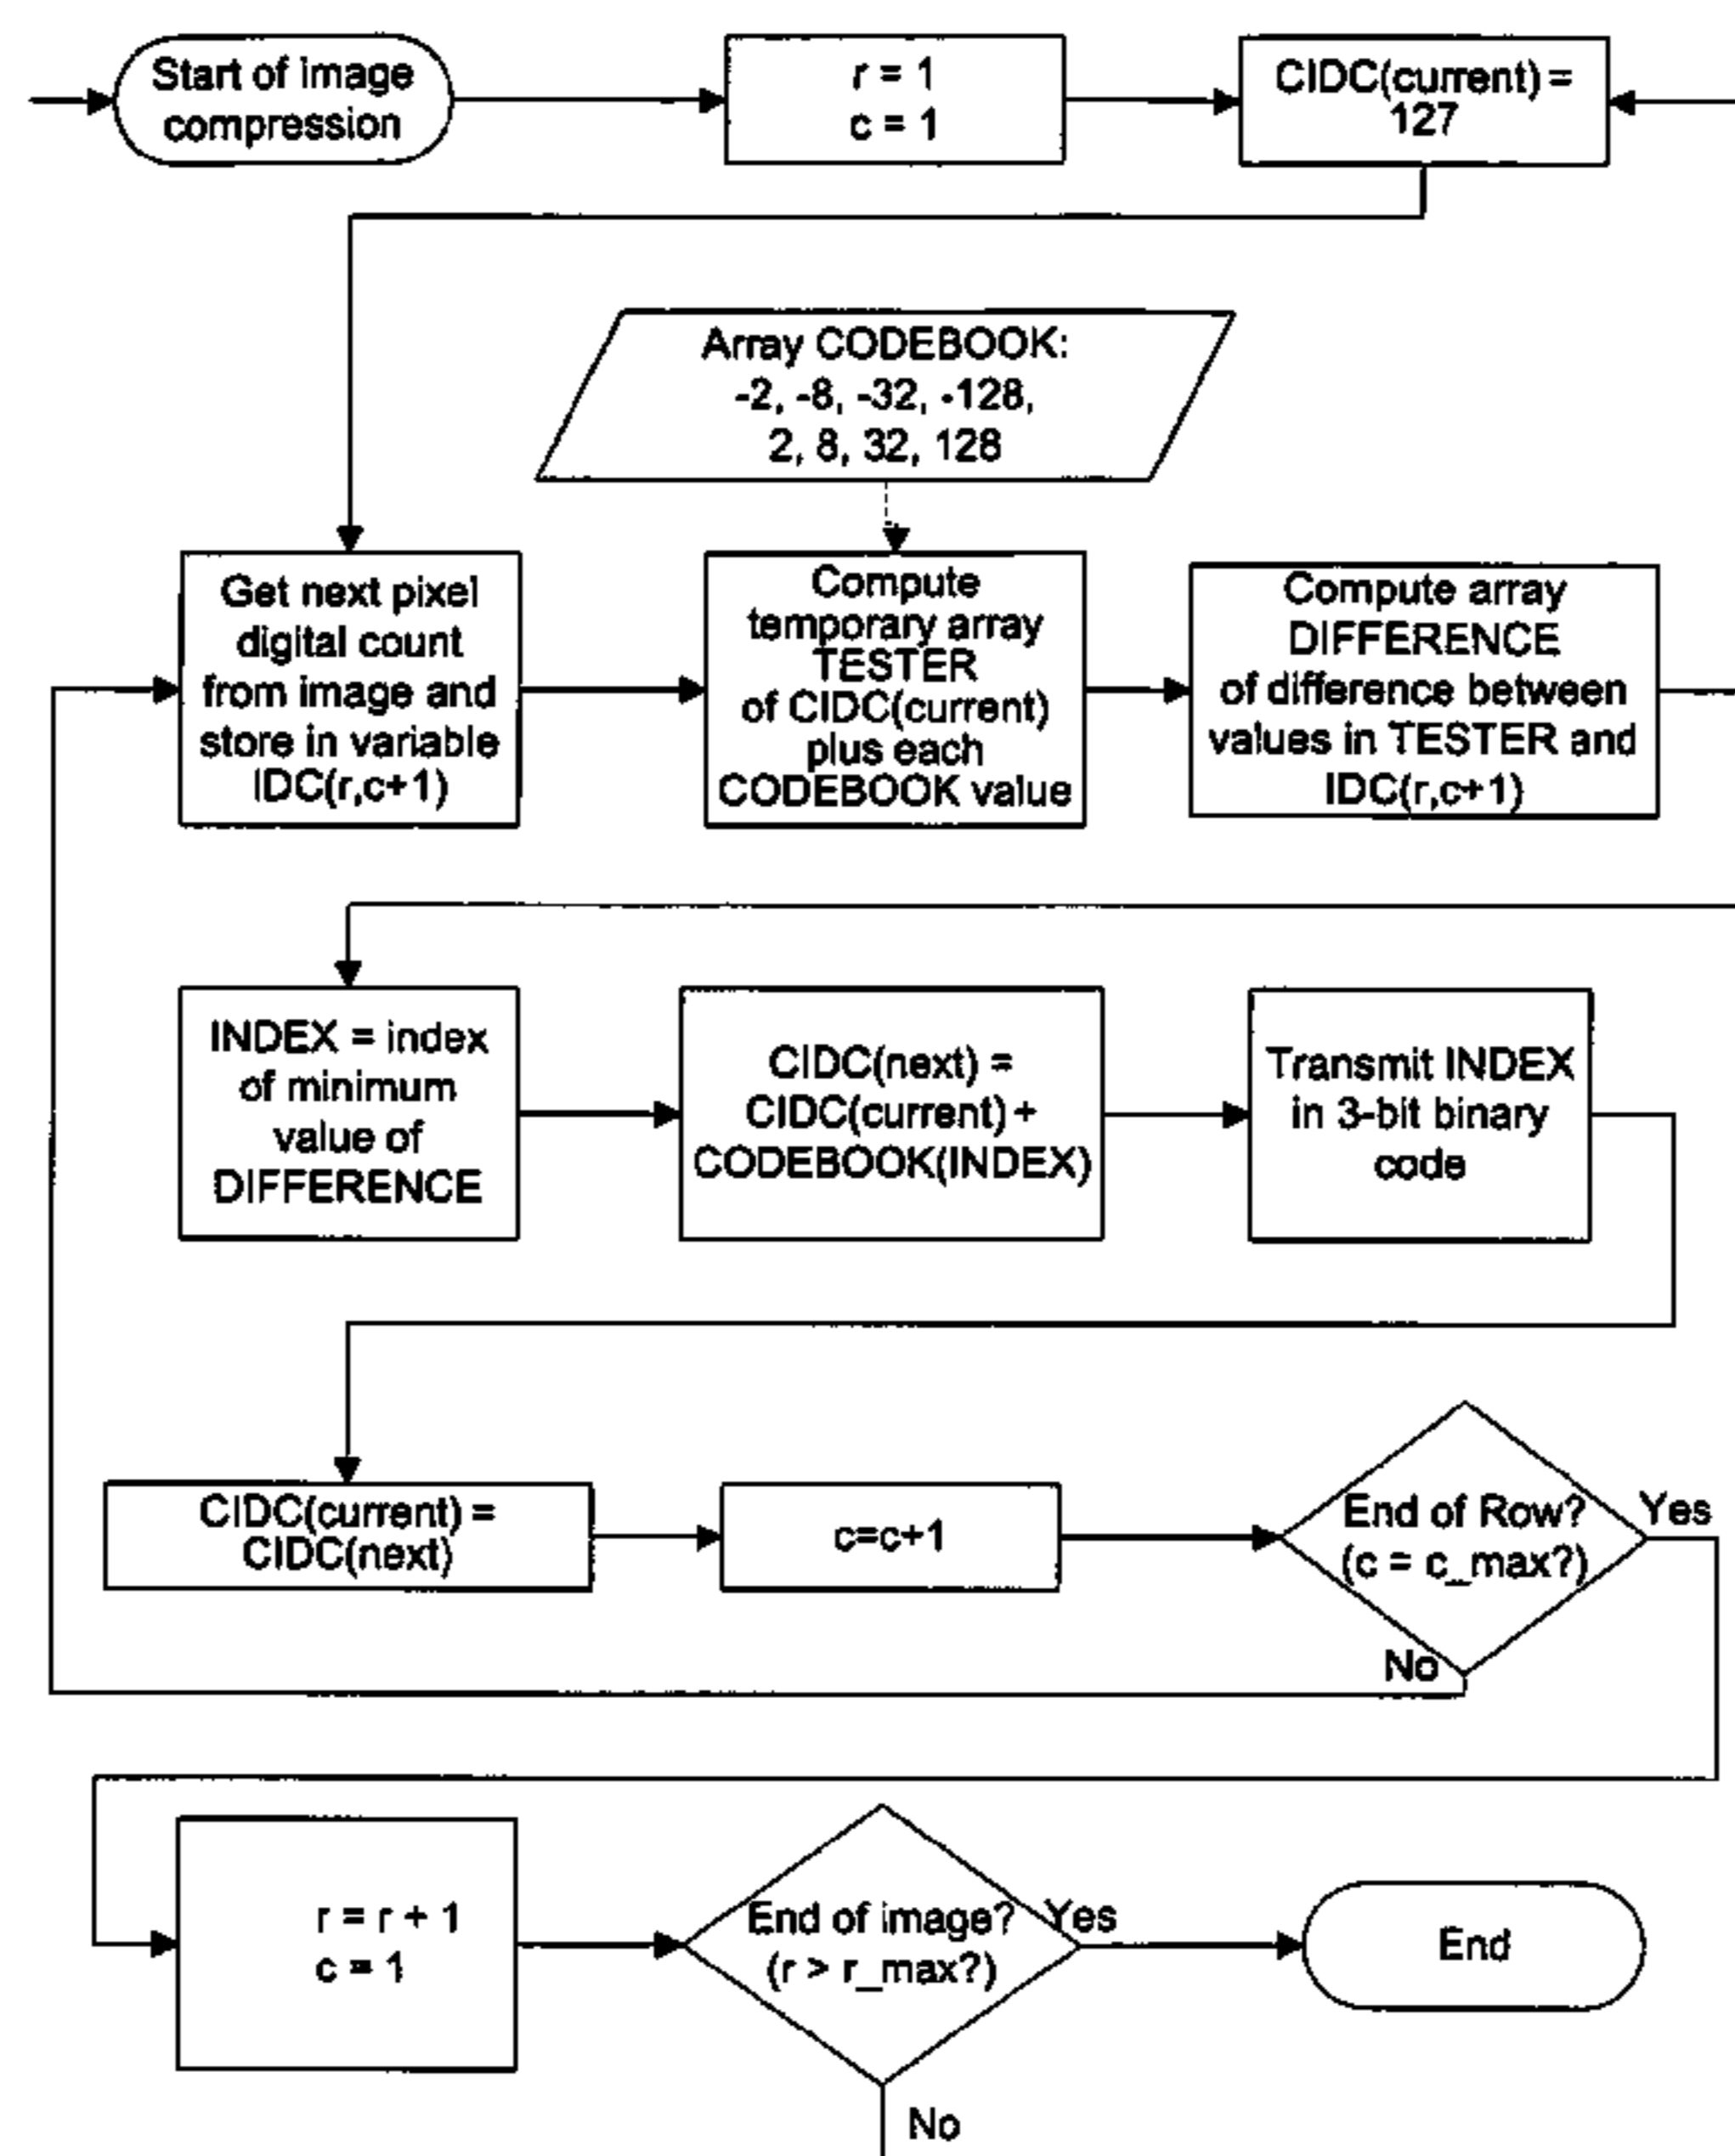 Start of image
compression
r = 1
c = 1
CIDC(current) =
127
Array CODEBOOK:
-2, -8, -32, -128,
2, 8, 32, 128
Get next pixel
digital count
from image and
store in variable
IDC(r,c+1)
Compute
temporary array
TESTER
of CIDC(current)
plus each
CODEBOOK value
Compute array
DIFFERENCE
of difference between
values in TESTER and
IDC(r,c+1)
INDEX = index
of minimum
value of
DIFFERENCE
CIDC(next) =
CIDC(current) +
CODEBOOK(INDEX)
Transmit INDEX
in 3-bit binary
code
CIDC(current) =
CIDC(next)
c=c+1
End of Row?
(c = c_max?)
Yes
No
r = r + 1
c = 1
End of image?
(r > r_max?)
Yes
No
End